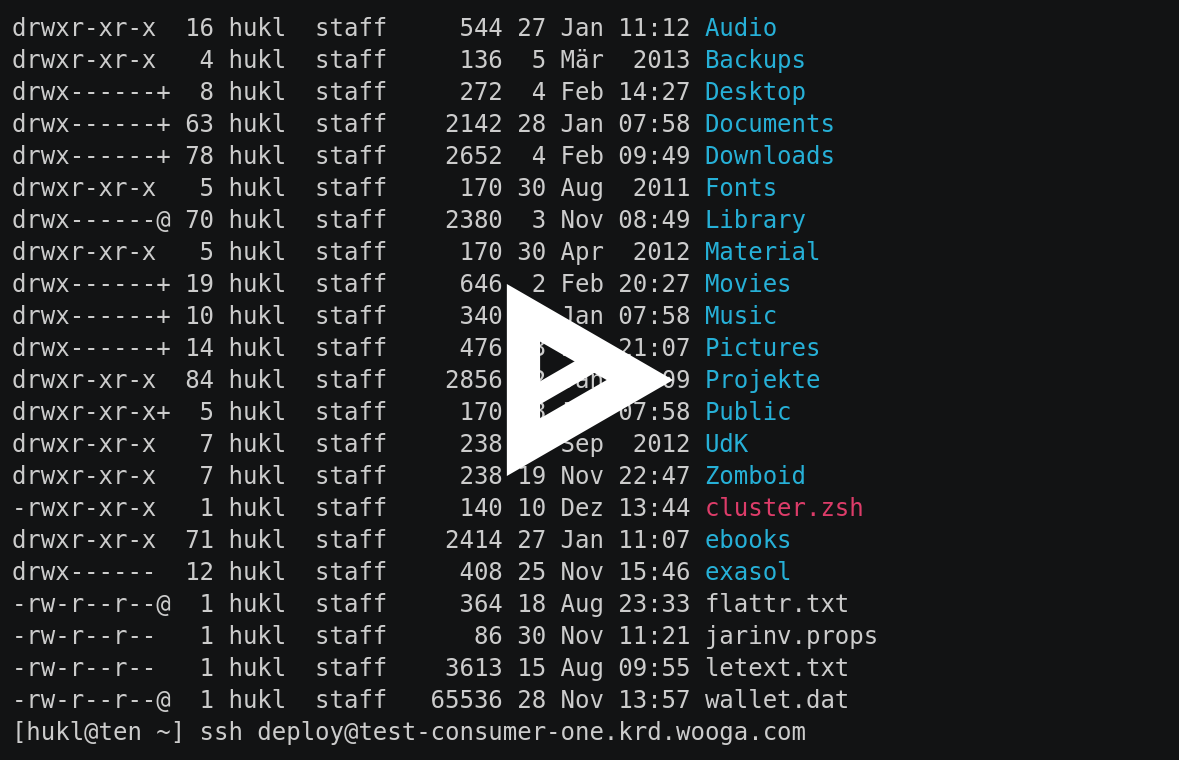 drwxr-xr-x  16 hukl  staff     544 27 Jan 11:12 Audio
drwxr-xr-x   4 hukl  staff     136  5 Mär  2013 Backups
drwx------+  8 hukl  staff     272  4 Feb 14:27 Desktop
drwx------+ 63 hukl  staff    2142 28 Jan 07:58 Documents
drwx------+ 78 hukl  staff    2652  4 Feb 09:49 Downloads
drwxr-xr-x   5 hukl  staff     170 30 Aug  2011 Fonts
drwx------@ 70 hukl  staff    2380  3 Nov 08:49 Library
drwxr-xr-x   5 hukl  staff     170 30 Apr  2012 Material
drwx------+ 19 hukl  staff     646  2 Feb 20:27 Movies
drwx------+ 10 hukl  staff     340    Jan 07:58 Music
drwx------+ 14 hukl  staff     476        21:07 Pictures
drwxr-xr-x  84 hukl  staff    2856              Projekte
drwxr-xr-x+  5 hukl  staff     170        07:58 Public
drwxr-xr-x   7 hukl  staff     238    Sep  2012 UdK
drwxr-xr-x   7 hukl  staff     238 19 Nov 22:47 Zomboid
-rwxr-xr-x   1 hukl  staff     140 10 Dez 13:44 cluster.zsh
drwxr-xr-x  71 hukl  staff    2414 27 Jan 11:07 ebooks
drwx------  12 hukl  staff     408 25 Nov 15:46 exasol
-rw-r--r--@  1 hukl  staff     364 18 Aug 23:33 flattr.txt
-rw-r--r--   1 hukl  staff      86 30 Nov 11:21 jarinv.props
-rw-r--r--   1 hukl  staff    3613 15 Aug 09:55 letext.txt
-rw-r--r--@  1 hukl  staff   65536 28 Nov 13:57 wallet.dat
[hukl@ten ~] ssh deploy@test-consumer-one.krd.wooga.com